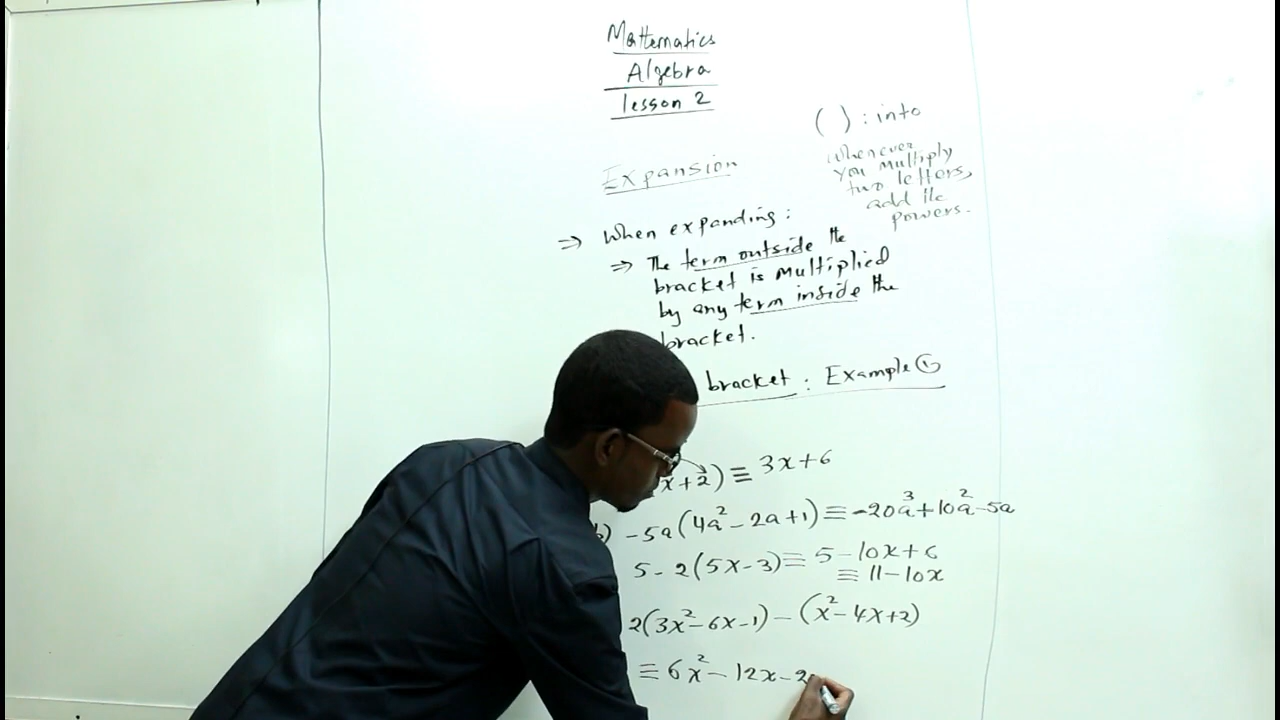 Mathematics
Algebra
lesson 2
( ) : into
Whenever
you multiply
two letters,
add the
powers.
Expansion
⇒ When expanding:
⇒ The term outside the
bracket is multiplied
by any term inside the
bracket.
bracket : Example ①
x+2) ≡ 3x+6
b) -5a(4a²-2a+1) ≡ -20a³+10a²-5a
5-2(5x-3) ≡ 5-10x+6
≡ 11-10x
2(3x²-6x-1) - (x²-4x+2)
≡ 6x²-12x-2